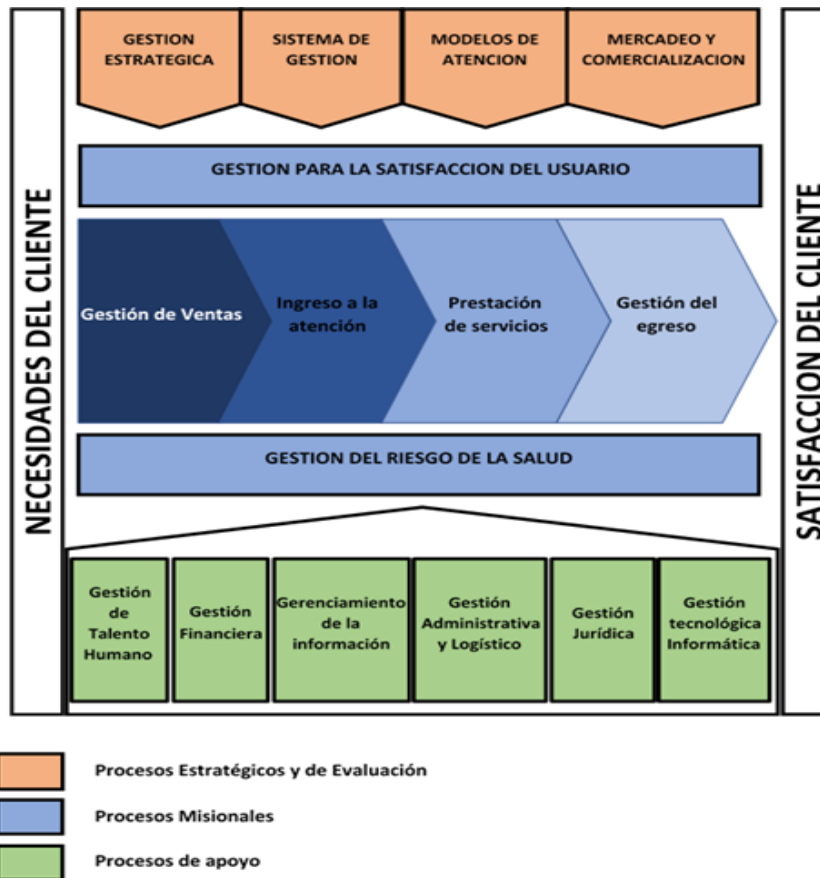 GESTION
ESTRATEGICA
SISTEMA DE
GESTION
MODELOS DE
ATENCION
MERCADEO Y
COMERCIALIZACION
NECESIDADES DEL CLIENTE
GESTION PARA LA SATISFACCION DEL USUARIO
Gestión de Ventas
Ingreso a la
atención
Prestación
de servicios
Gestión del
egreso
GESTION DEL RIESGO DE LA SALUD
SATISFACCION DEL CLIENTE
Gestión
de
Talento
Humano
Gestión
Financiera
Gerenciamiento
de la
información
Gestión
Administrativa
y Logístico
Gestión
Jurídica
Gestión
tecnológica
Informática
Procesos Estratégicos y de Evaluación
Procesos Misionales
Procesos de apoyo